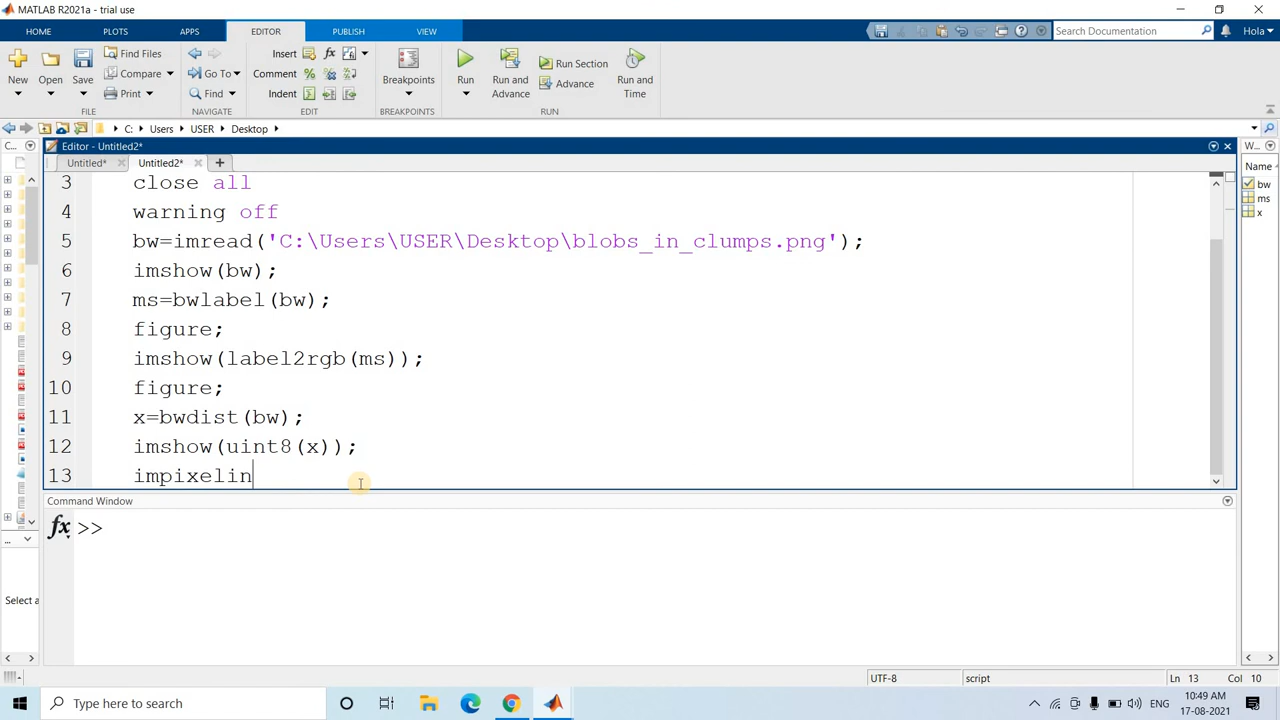 MATLAB R2021a - trial use
HOME PLOTS APPS EDITOR PUBLISH VIEW
Search Documentation
Hola
New Open Save Find Files Compare Print
Go To Find
Insert fx
Comment
Indent
Breakpoints
Run Run and Advance Run Section Advance Run and Time
FILE NAVIGATE EDIT BREAKPOINTS RUN
C: Users USER Desktop
C... Editor - Untitled2* W...
Untitled* Untitled2* Name
3 close all
4 warning off
5 bw=imread('C:\Users\USER\Desktop\blobs_in_clumps.png');
6 imshow(bw);
7 ms=bwlabel(bw);
8 figure;
9 imshow(label2rgb(ms));
10 figure;
11 x=bwdist(bw);
12 imshow(uint8(x));
13 impixelin
bw
ms
x
Command Window
fx >>
...
Select a
UTF-8 script Ln 13 Col 10
Type here to search
ENG
10:49 AM
17-08-2021